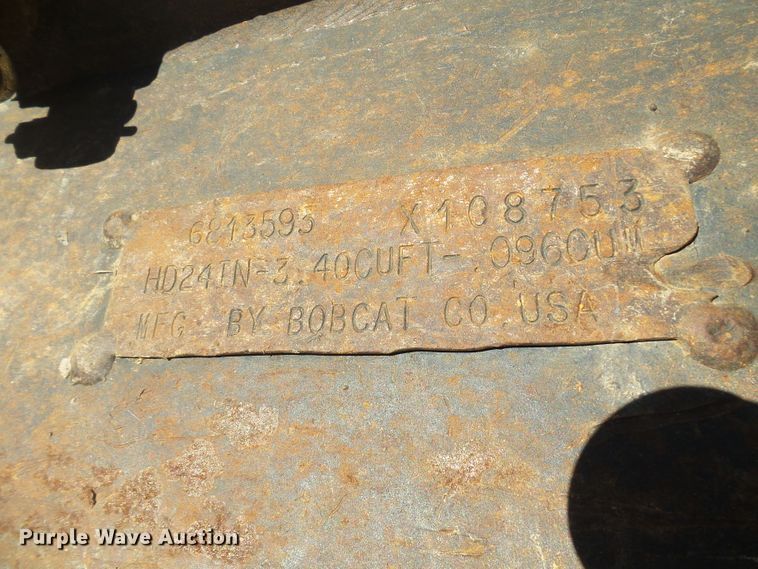 6813595 X108753
HD24IN-3.40CUFT-.096CUM
MFG. BY BOBCAT CO. USA
Purple Wave Auction